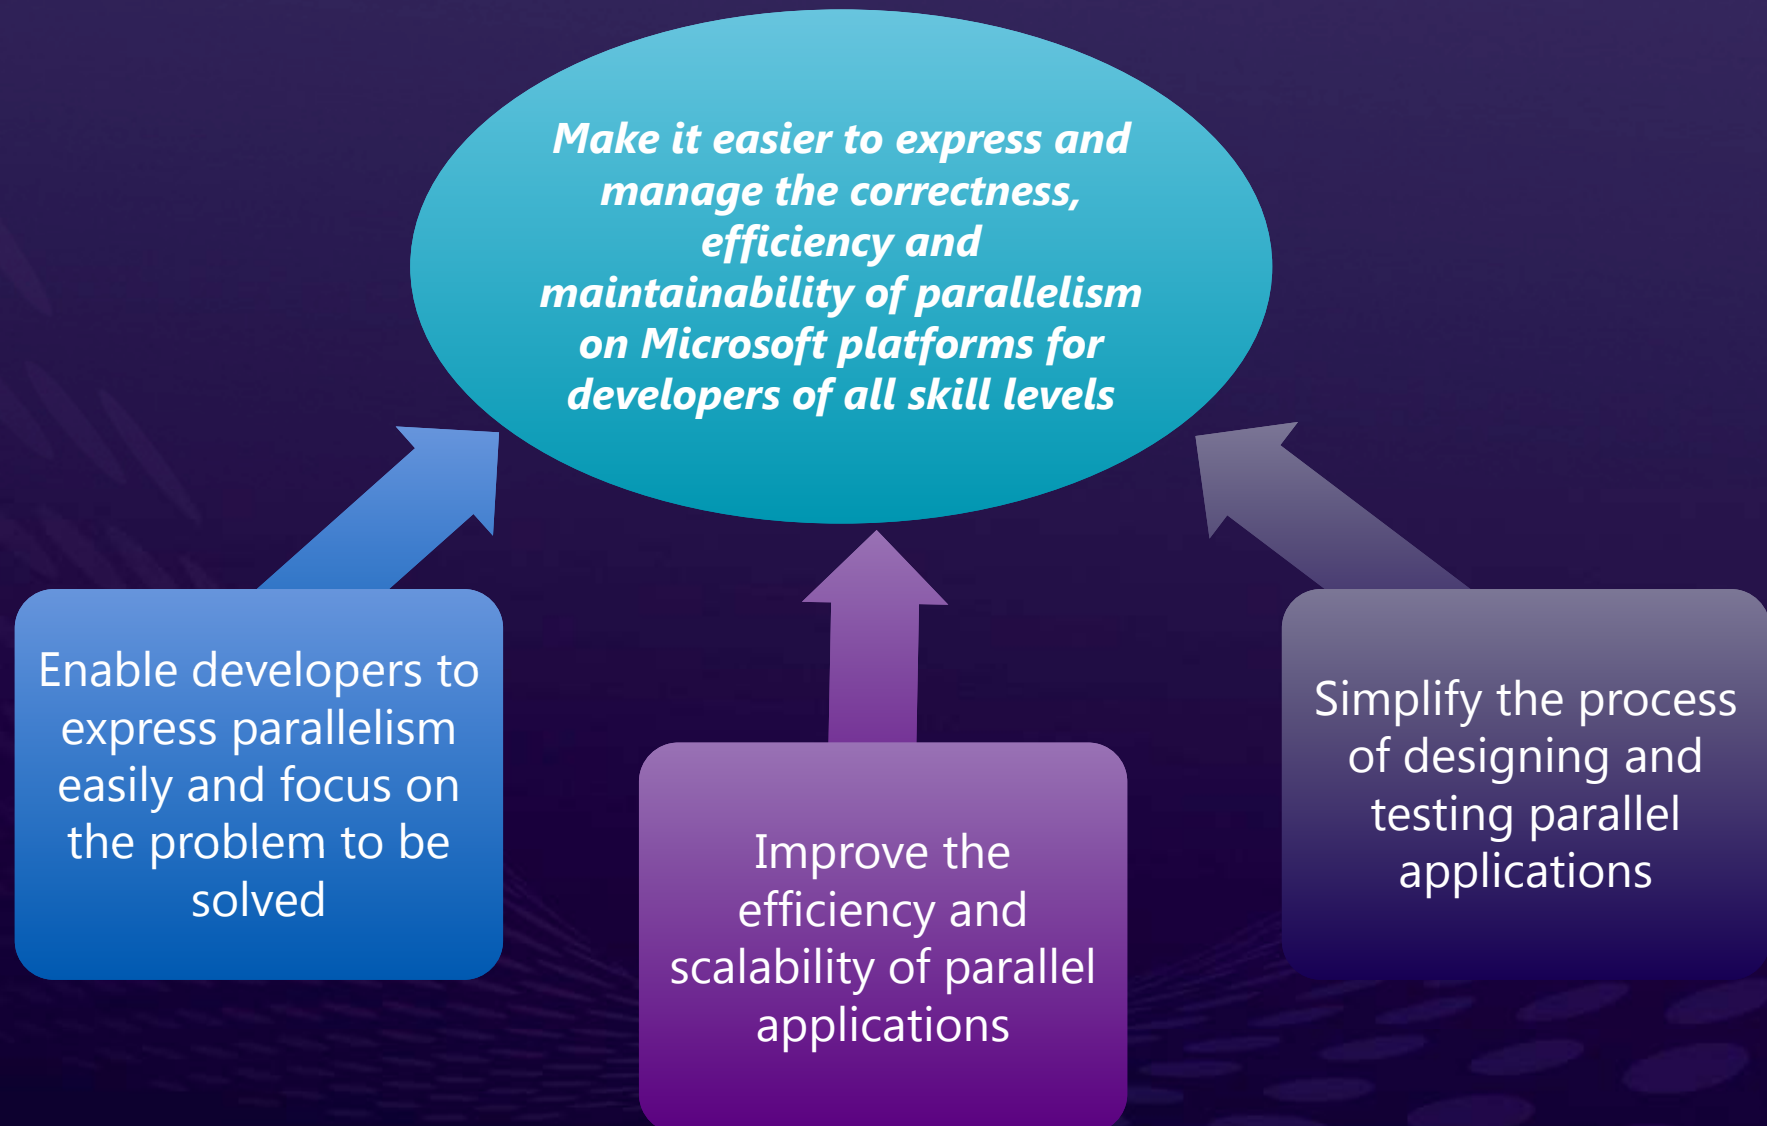 Make it easier to express and
manage the correctness,
efficiency and
maintainability of parallelism
on Microsoft platforms for
developers of all skill levels
Enable developers to
express parallelism
easily and focus on
the problem to be
solved
Improve the
efficiency and
scalability of parallel
applications
Simplify the process
of designing and
testing parallel
applications